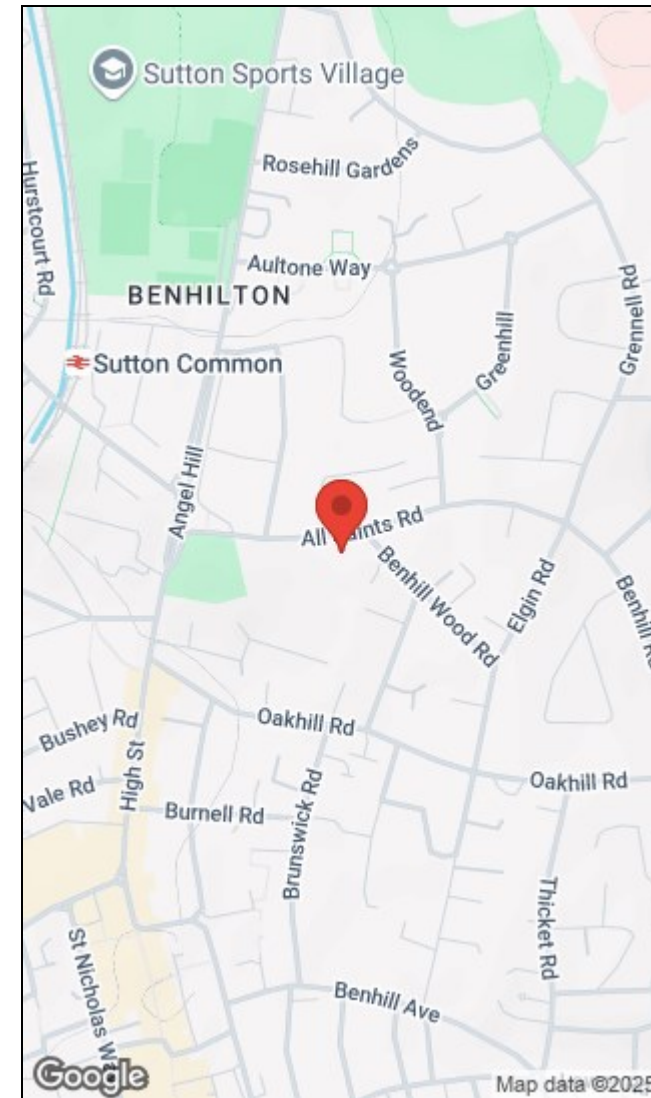 Sutton Sports Village
Rosehill Gardens
Hurstcourt Rd
Aultone Way
BENHILTON
Grennell Rd
Greenhill
Woodend
Sutton Common
Angel Hill
All Saints Rd
Benhill Wood Rd
Elgin Rd
Benhill
Oakhill Rd
Bushey Rd
High St
Vale Rd
Burnell Rd
Brunswick Rd
Oakhill Rd
Thicket Rd
St Nicholas
Benhill Ave
Google
Map data ©2025